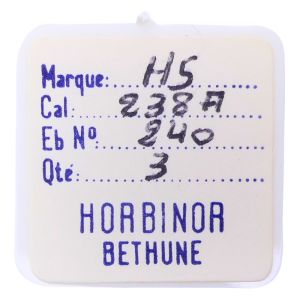 Marque: HS
Cal: 238A
Eb Nº 240
Qté: 3
HORBINOR
BETHUNE